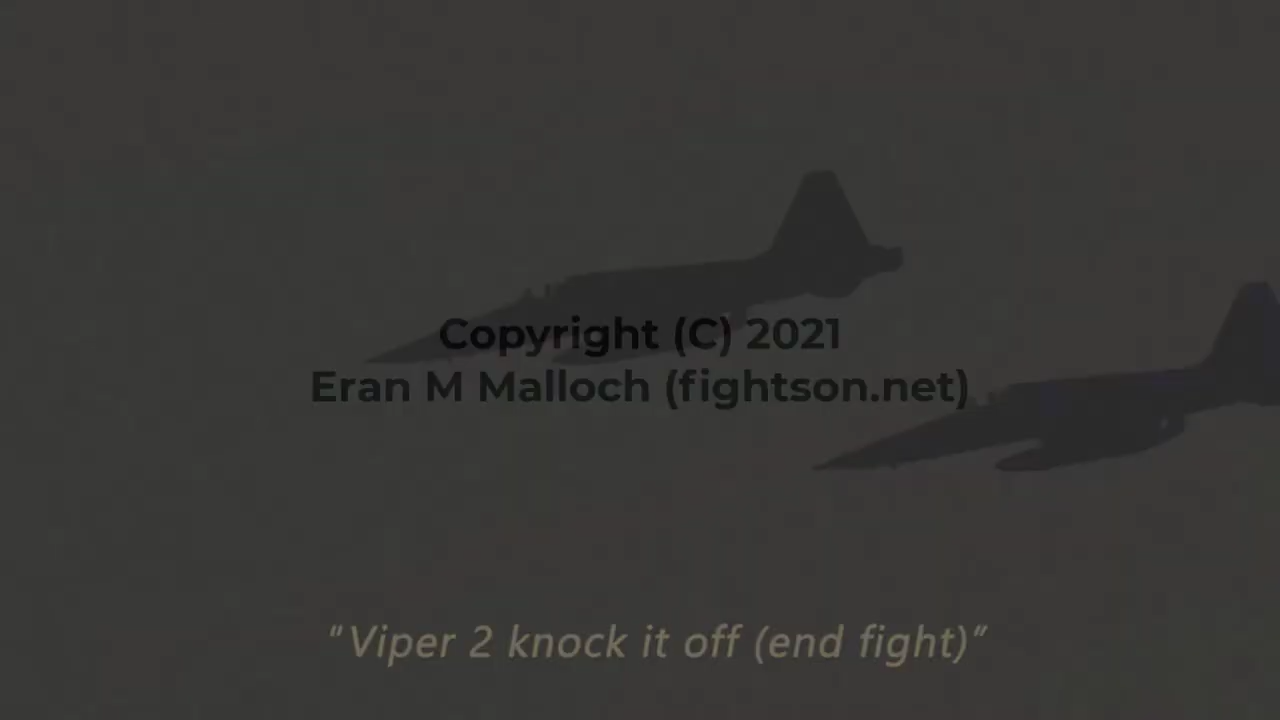 Copyright (C) 2021
Eran M Malloch (fightson.net)
"Viper 2 knock it off (end fight)"